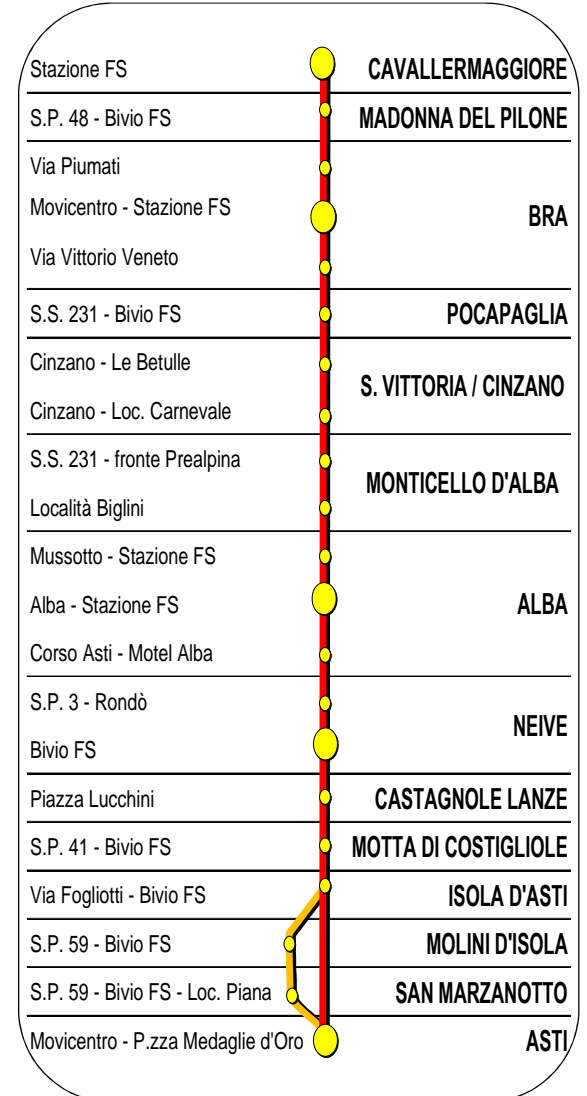 Stazione FS
CAVALLERMAGGIORE
S.P. 48 - Bivio FS
MADONNA DEL PILONE
Via Piumati
Movicentro - Stazione FS
BRA
Via Vittorio Veneto
S.S. 231 - Bivio FS
POCAPAGLIA
Cinzano - Le Betulle
S. VITTORIA / CINZANO
Cinzano - Loc. Carnevale
S.S. 231 - fronte Prealpina
MONTICELLO D'ALBA
Località Biglini
Mussotto - Stazione FS
Alba - Stazione FS
ALBA
Corso Asti - Motel Alba
S.P. 3 - Rondò
NEIVE
Bivio FS
Piazza Lucchini
CASTAGNOLE LANZE
S.P. 41 - Bivio FS
MOTTA DI COSTIGLIOLE
Via Fogliotti - Bivio FS
ISOLA D'ASTI
S.P. 59 - Bivio FS
MOLINI D'ISOLA
S.P. 59 - Bivio FS - Loc. Piana
SAN MARZANOTTO
Movicentro - P.zza Medaglie d'Oro
ASTI